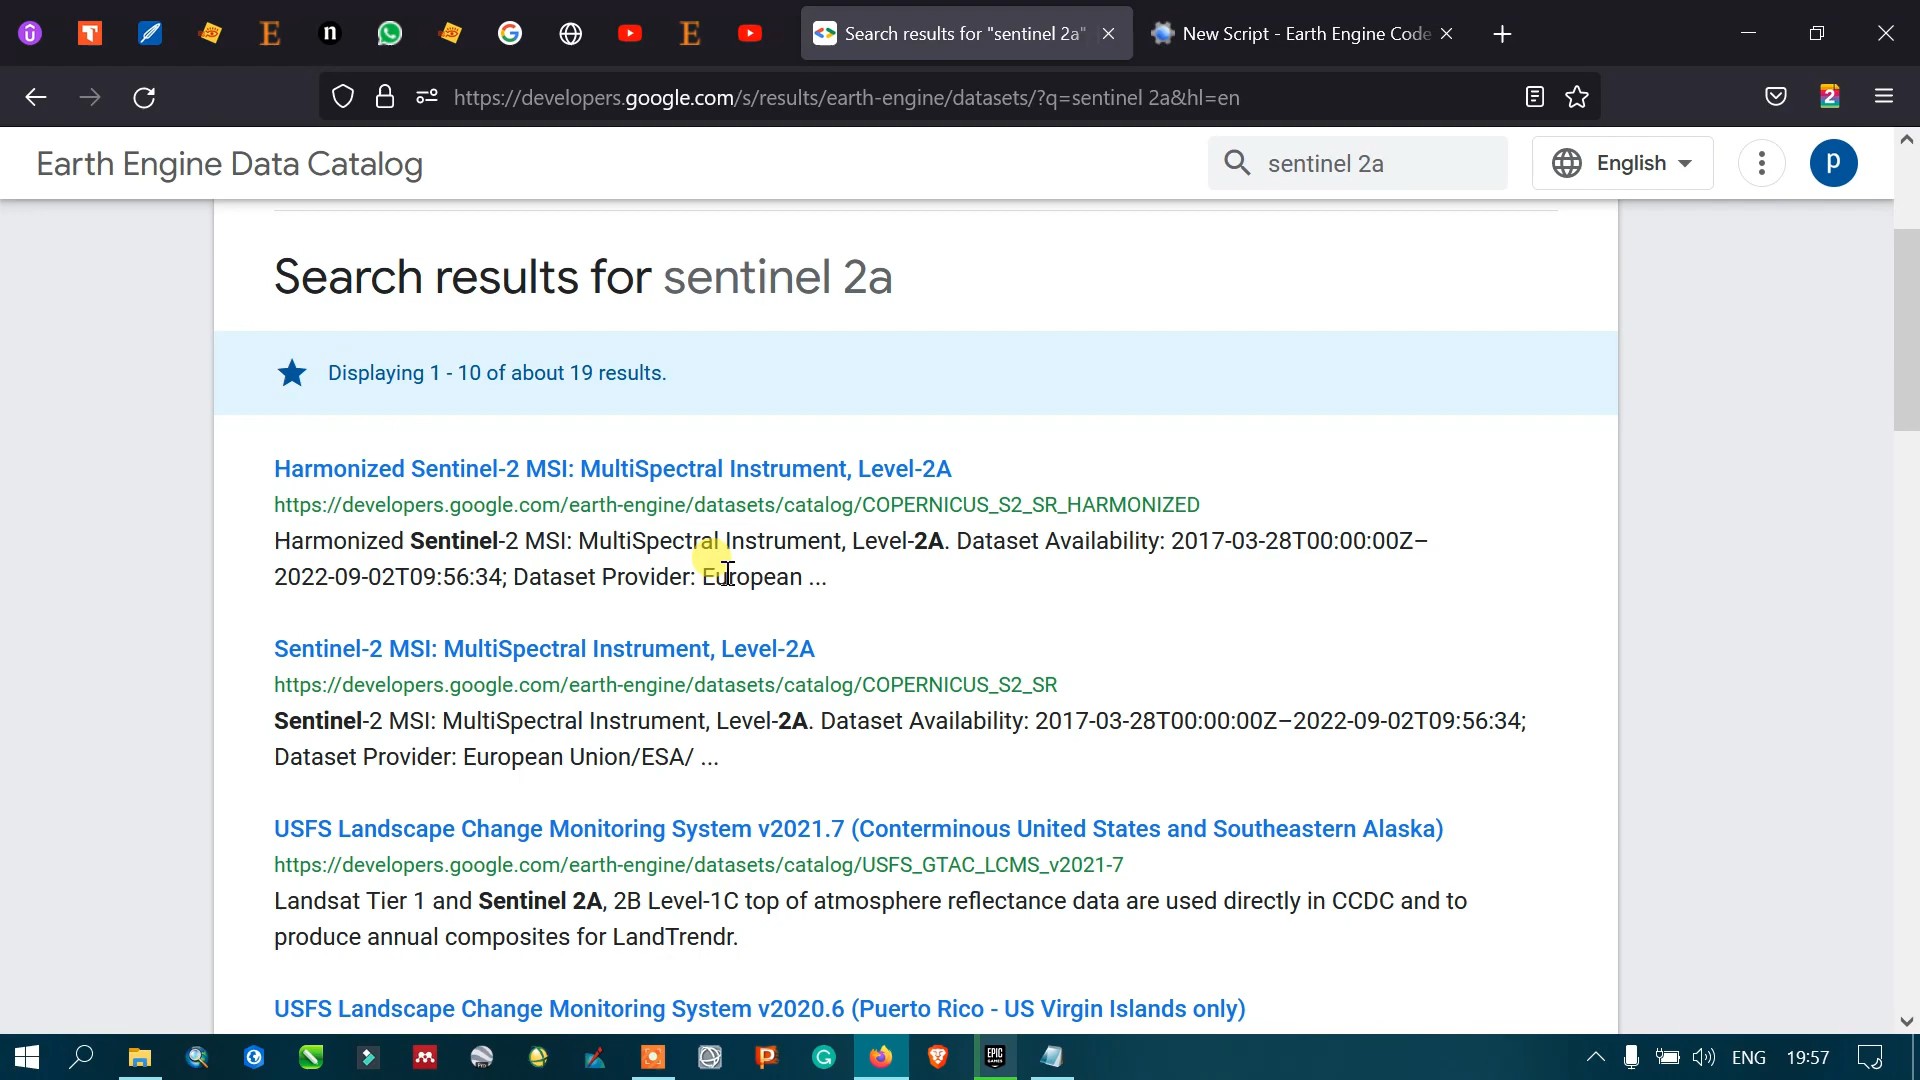 Search results for "sentinel 2a"
New Script - Earth Engine Code
https://developers.google.com/s/results/earth-engine/datasets/?q=sentinel 2a&hl=en
2
Earth Engine Data Catalog
sentinel 2a
English
p
Search results for sentinel 2a
Displaying 1 - 10 of about 19 results.
Harmonized Sentinel-2 MSI: MultiSpectral Instrument, Level-2A
https://developers.google.com/earth-engine/datasets/catalog/COPERNICUS_S2_SR_HARMONIZED
Harmonized Sentinel-2 MSI: MultiSpectral Instrument, Level-2A. Dataset Availability: 2017-03-28T00:00:00Z–
2022-09-02T09:56:34; Dataset Provider: European ...
Sentinel-2 MSI: MultiSpectral Instrument, Level-2A
https://developers.google.com/earth-engine/datasets/catalog/COPERNICUS_S2_SR
Sentinel-2 MSI: MultiSpectral Instrument, Level-2A. Dataset Availability: 2017-03-28T00:00:00Z–2022-09-02T09:56:34;
Dataset Provider: European Union/ESA/ ...
USFS Landscape Change Monitoring System v2021.7 (Conterminous United States and Southeastern Alaska)
https://developers.google.com/earth-engine/datasets/catalog/USFS_GTAC_LCMS_v2021-7
Landsat Tier 1 and Sentinel 2A, 2B Level-1C top of atmosphere reflectance data are used directly in CCDC and to
produce annual composites for LandTrendr.
USFS Landscape Change Monitoring System v2020.6 (Puerto Rico - US Virgin Islands only)
EPIC
GAMES
ENG
19:57